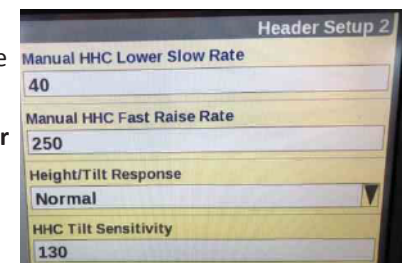 Header Setup 2
Manual HHC Lower Slow Rate
40
Manual HHC Fast Raise Rate
250
Height/Tilt Response
Normal
HHC Tilt Sensitivity
130